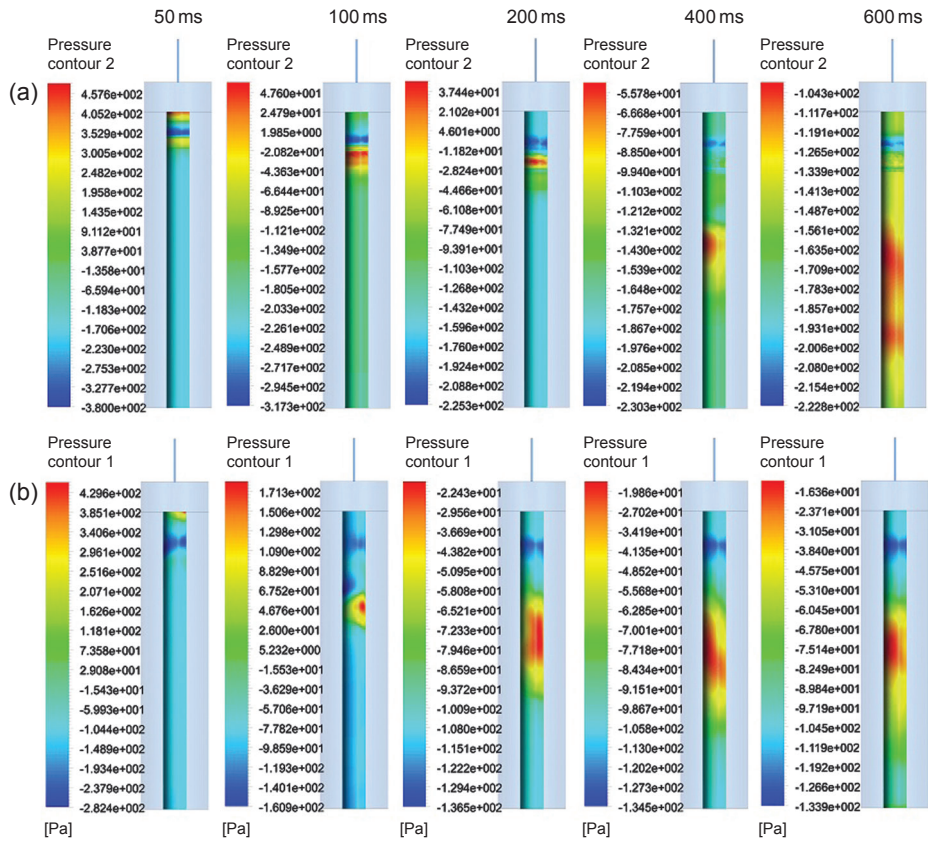 50 ms
100 ms
200 ms
400 ms
600 ms
(a)
Pressure
contour 2
4.576e+002
4.052e+002
3.529e+002
3.005e+002
2.482e+002
1.958e+002
1.435e+002
9.112e+001
3.877e+001
-1.358e+001
-6.594e+001
-1.183e+002
-1.706e+002
-2.230e+002
-2.753e+002
-3.277e+002
-3.800e+002
Pressure
contour 2
4.760e+001
2.479e+001
1.985e+000
-2.082e+001
-4.363e+001
-6.644e+001
-8.925e+001
-1.121e+002
-1.349e+002
-1.577e+002
-1.805e+002
-2.033e+002
-2.261e+002
-2.489e+002
-2.717e+002
-2.945e+002
-3.173e+002
Pressure
contour 2
3.744e+001
2.102e+001
4.601e+000
-1.182e+001
-2.824e+001
-4.466e+001
-6.108e+001
-7.749e+001
-9.391e+001
-1.103e+002
-1.268e+002
-1.432e+002
-1.596e+002
-1.760e+002
-1.924e+002
-2.088e+002
-2.253e+002
Pressure
contour 2
-5.578e+001
-6.668e+001
-7.759e+001
-8.850e+001
-9.940e+001
-1.103e+002
-1.212e+002
-1.321e+002
-1.430e+002
-1.539e+002
-1.648e+002
-1.757e+002
-1.867e+002
-1.976e+002
-2.085e+002
-2.194e+002
-2.303e+002
Pressure
contour 2
-1.043e+002
-1.117e+002
-1.191e+002
-1.265e+002
-1.339e+002
-1.413e+002
-1.487e+002
-1.561e+002
-1.635e+002
-1.709e+002
-1.783e+002
-1.857e+002
-1.931e+002
-2.006e+002
-2.080e+002
-2.154e+002
-2.228e+002
(b)
Pressure
contour 1
4.296e+002
3.851e+002
3.406e+002
2.961e+002
2.516e+002
2.071e+002
1.626e+002
1.181e+002
7.358e+001
2.908e+001
-1.543e+001
-5.993e+001
-1.044e+002
-1.489e+002
-1.934e+002
-2.379e+002
-2.824e+002
[Pa]
Pressure
contour 1
1.713e+002
1.506e+002
1.298e+002
1.090e+002
8.829e+001
6.752e+001
4.676e+001
2.600e+001
5.232e+000
-1.553e+001
-3.629e+001
-5.706e+001
-7.782e+001
-9.859e+001
-1.193e+002
-1.401e+002
-1.609e+002
[Pa]
Pressure
contour 1
-2.243e+001
-2.956e+001
-3.669e+001
-4.382e+001
-5.095e+001
-5.808e+001
-6.521e+001
-7.233e+001
-7.946e+001
-8.659e+001
-9.372e+001
-1.009e+002
-1.080e+002
-1.151e+002
-1.222e+002
-1.294e+002
-1.365e+002
[Pa]
Pressure
contour 1
-1.986e+001
-2.702e+001
-3.419e+001
-4.135e+001
-4.852e+001
-5.568e+001
-6.285e+001
-7.001e+001
-7.718e+001
-8.434e+001
-9.151e+001
-9.867e+001
-1.058e+002
-1.130e+002
-1.202e+002
-1.273e+002
-1.345e+002
[Pa]
Pressure
contour 1
-1.636e+001
-2.371e+001
-3.105e+001
-3.840e+001
-4.575e+001
-5.310e+001
-6.045e+001
-6.780e+001
-7.514e+001
-8.249e+001
-8.984e+001
-9.719e+001
-1.045e+002
-1.119e+002
-1.192e+002
-1.266e+002
-1.339e+002
[Pa]